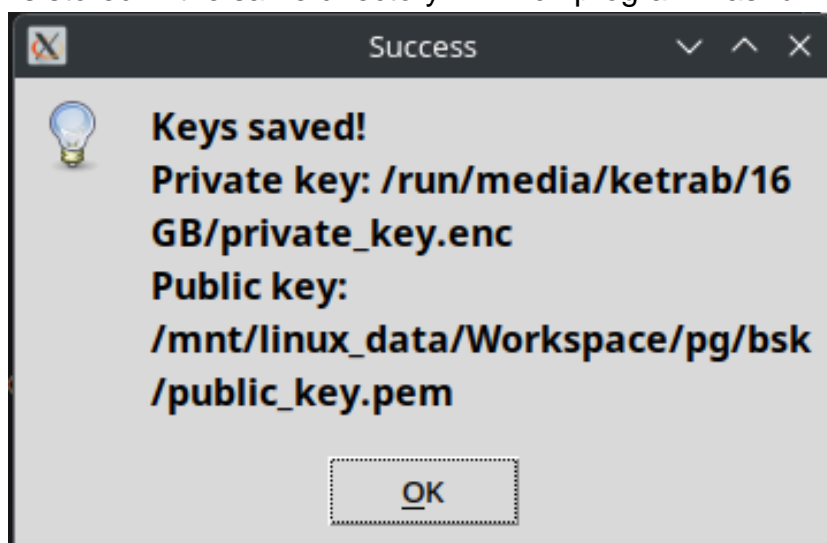 Success
Keys saved!
Private key: /run/media/ketrab/16
GB/private_key.enc
Public key:
/mnt/linux_data/Workspace/pg/bsk
/public_key.pem
OK